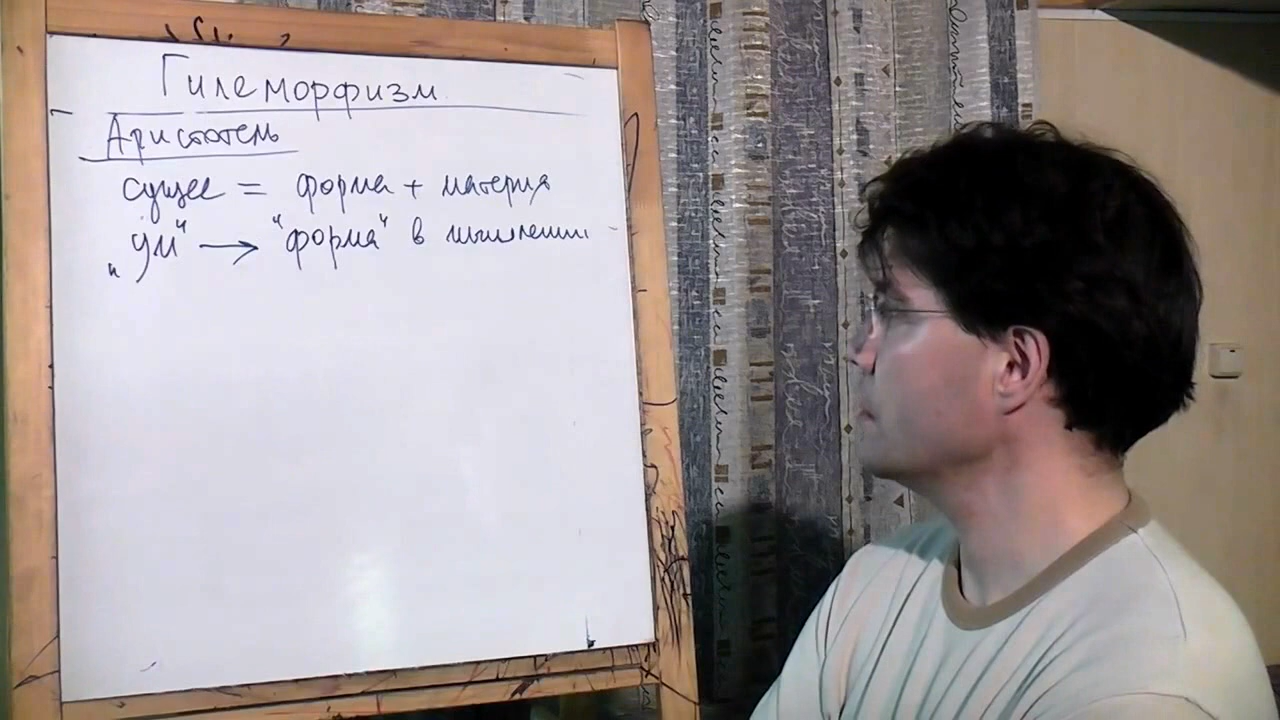 Гилеморфизм
Аристотель
сущее = форма + материя
"ум" → "форма" в мышлении